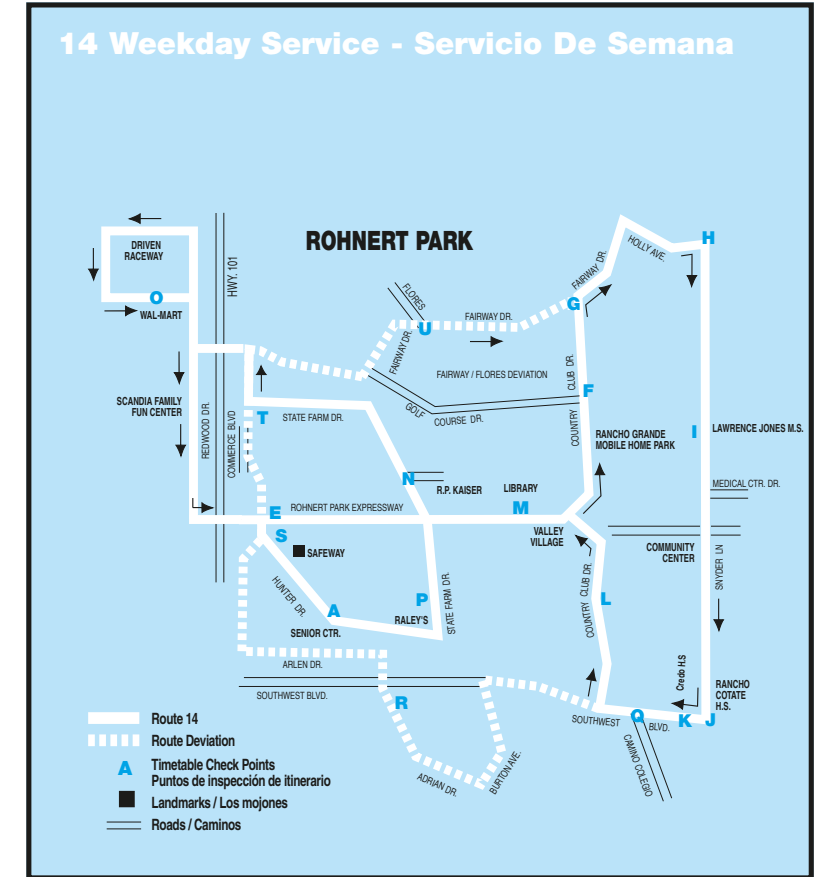 14 Weekday Service - Servicio De Semana
ROHNERT PARK
DRIVEN
RACEWAY
O
WAL-MART
HWY. 101
FLORES
U
FAIRWAY DR.
FAIRWAY DR.
G
FAIRWAY DR.
HOLLY AVE.
H
FAIRWAY / FLORES DEVIATION
CLUB DR.
COUNTRY
F
GOLF
COURSE DR.
SCANDIA FAMILY
FUN CENTER
REDWOOD DR.
COMMERCE BLVD
T
STATE FARM DR.
RANCHO GRANDE
MOBILE HOME PARK
I
LAWRENCE JONES M.S.
N
R.P. KAISER
LIBRARY
M
MEDICAL CTR. DR.
E
ROHNERT PARK EXPRESSWAY
VALLEY
VILLAGE
S
SAFEWAY
COMMUNITY
CENTER
SNYDER LN
HUNTER DR.
A
SENIOR CTR.
P
RALEY'S
STATE FARM DR.
COUNTRY CLUB DR.
L
ARLEN DR.
SOUTHWEST BLVD.
R
ADRIAN DR.
BURTON AVE.
SOUTHWEST
Q
BLVD.
K
J
Credo H.S
RANCHO
COTATE
H.S.
CAMINO COLEGIO
Route 14
Route Deviation
A
Timetable Check Points
Puntos de inspección de itinerario
Landmarks / Los mojones
Roads / Caminos